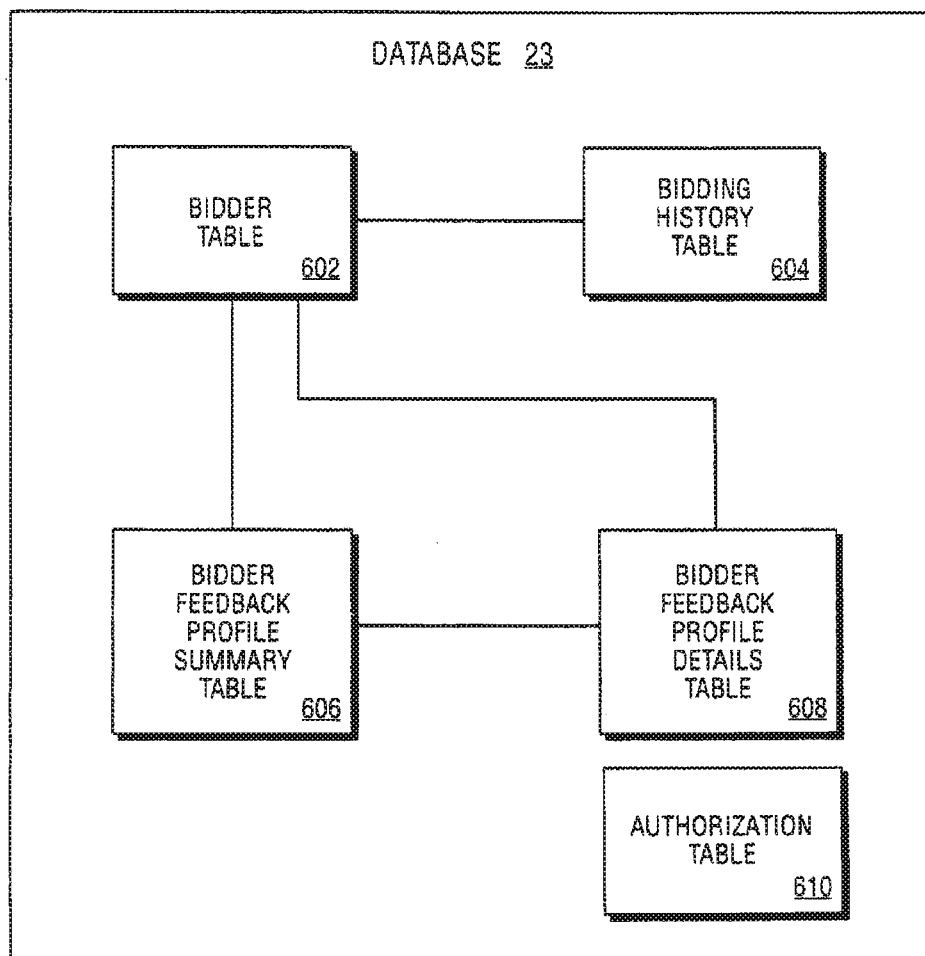 DATABASE 23
BIDDER
TABLE
602
BIDDING
HISTORY
TABLE
604
BIDDER
FEEDBACK
PROFILE
SUMMARY
TABLE
606
BIDDER
FEEDBACK
PROFILE
DETAILS
TABLE
608
AUTHORIZATION
TABLE
610